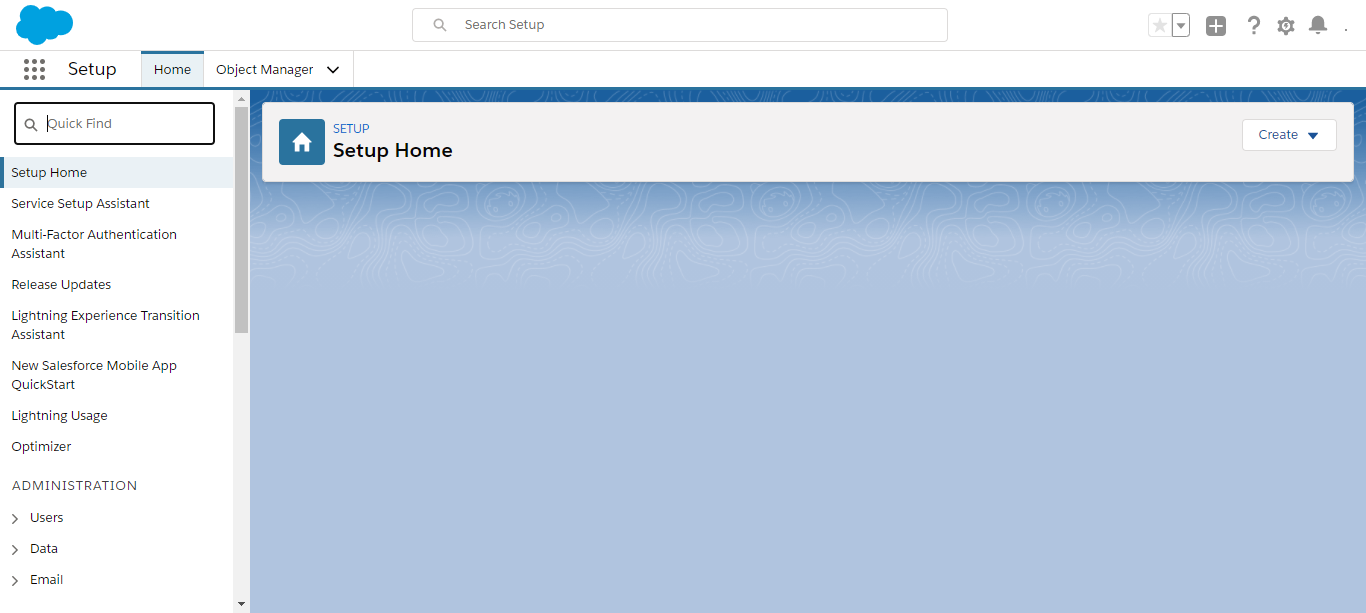 Search Setup
Setup
Home
Object Manager
Quick Find
Setup Home
Service Setup Assistant
Multi-Factor Authentication
Assistant
Release Updates
Lightning Experience Transition
Assistant
New Salesforce Mobile App
QuickStart
Lightning Usage
Optimizer
ADMINISTRATION
Users
Data
Email
SETUP
Setup Home
Create